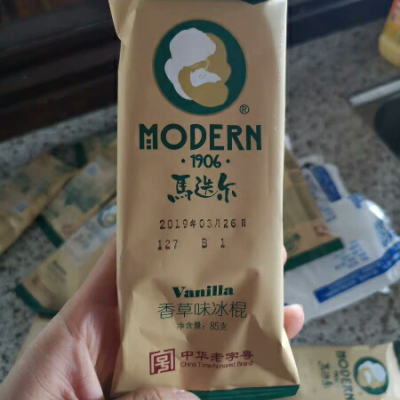 ®
MODERN
·1906·
馬迭尔
2019年03月26日
127 B 1
Vanilla
香草味冰棍
净含量:85克
中华老字号
China Time-honored Brand
MODERN